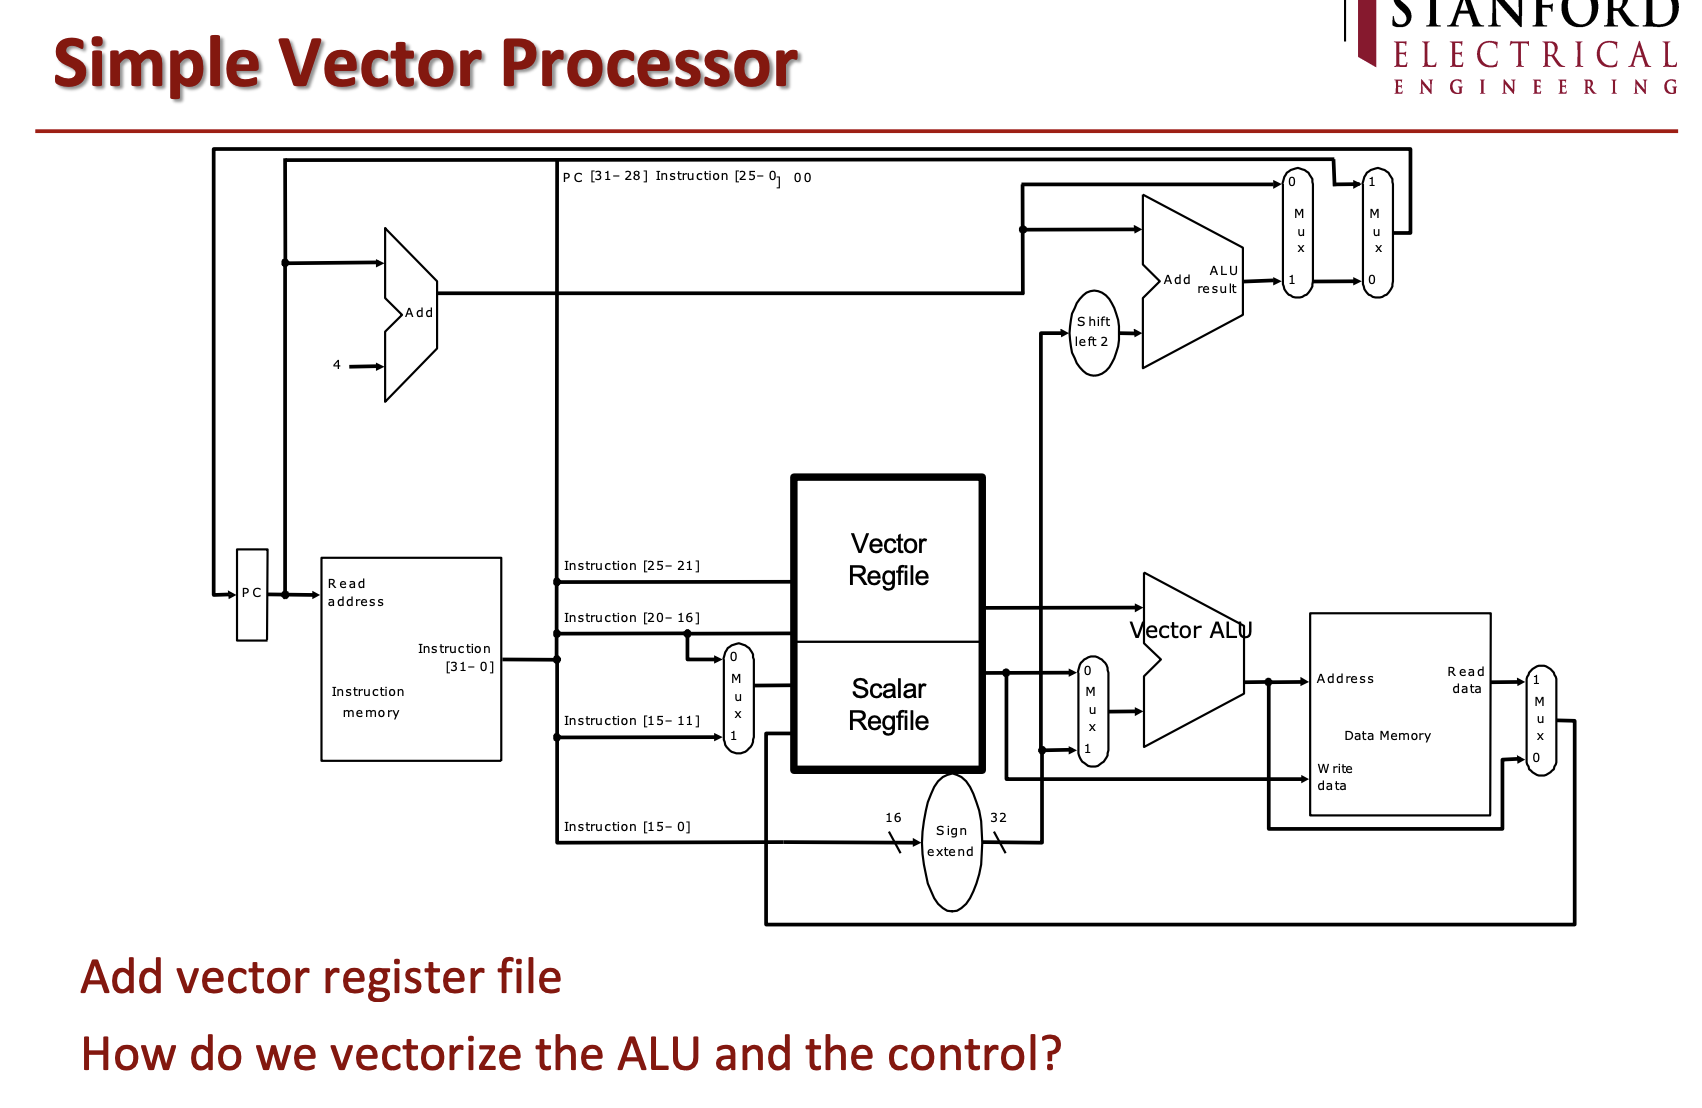 STANFORD
ELECTRICAL
ENGINEERING
Simple Vector Processor
PC [31-28] Instruction [25-0] 00
0
M
u
x
1
1
M
u
x
0
Add
4
Add
ALU
result
Shift
left 2
PC
Read
address
Instruction
[31-0]
Instruction
memory
Instruction [25-21]
Instruction [20-16]
0
M
u
x
1
Instruction [15-11]
Instruction [15-0]
Vector
Regfile
Scalar
Regfile
16
Sign
extend
32
0
M
u
x
1
Vector ALU
Address
Read
data
Data Memory
Write
data
1
M
u
x
0
Add vector register file
How do we vectorize the ALU and the control?